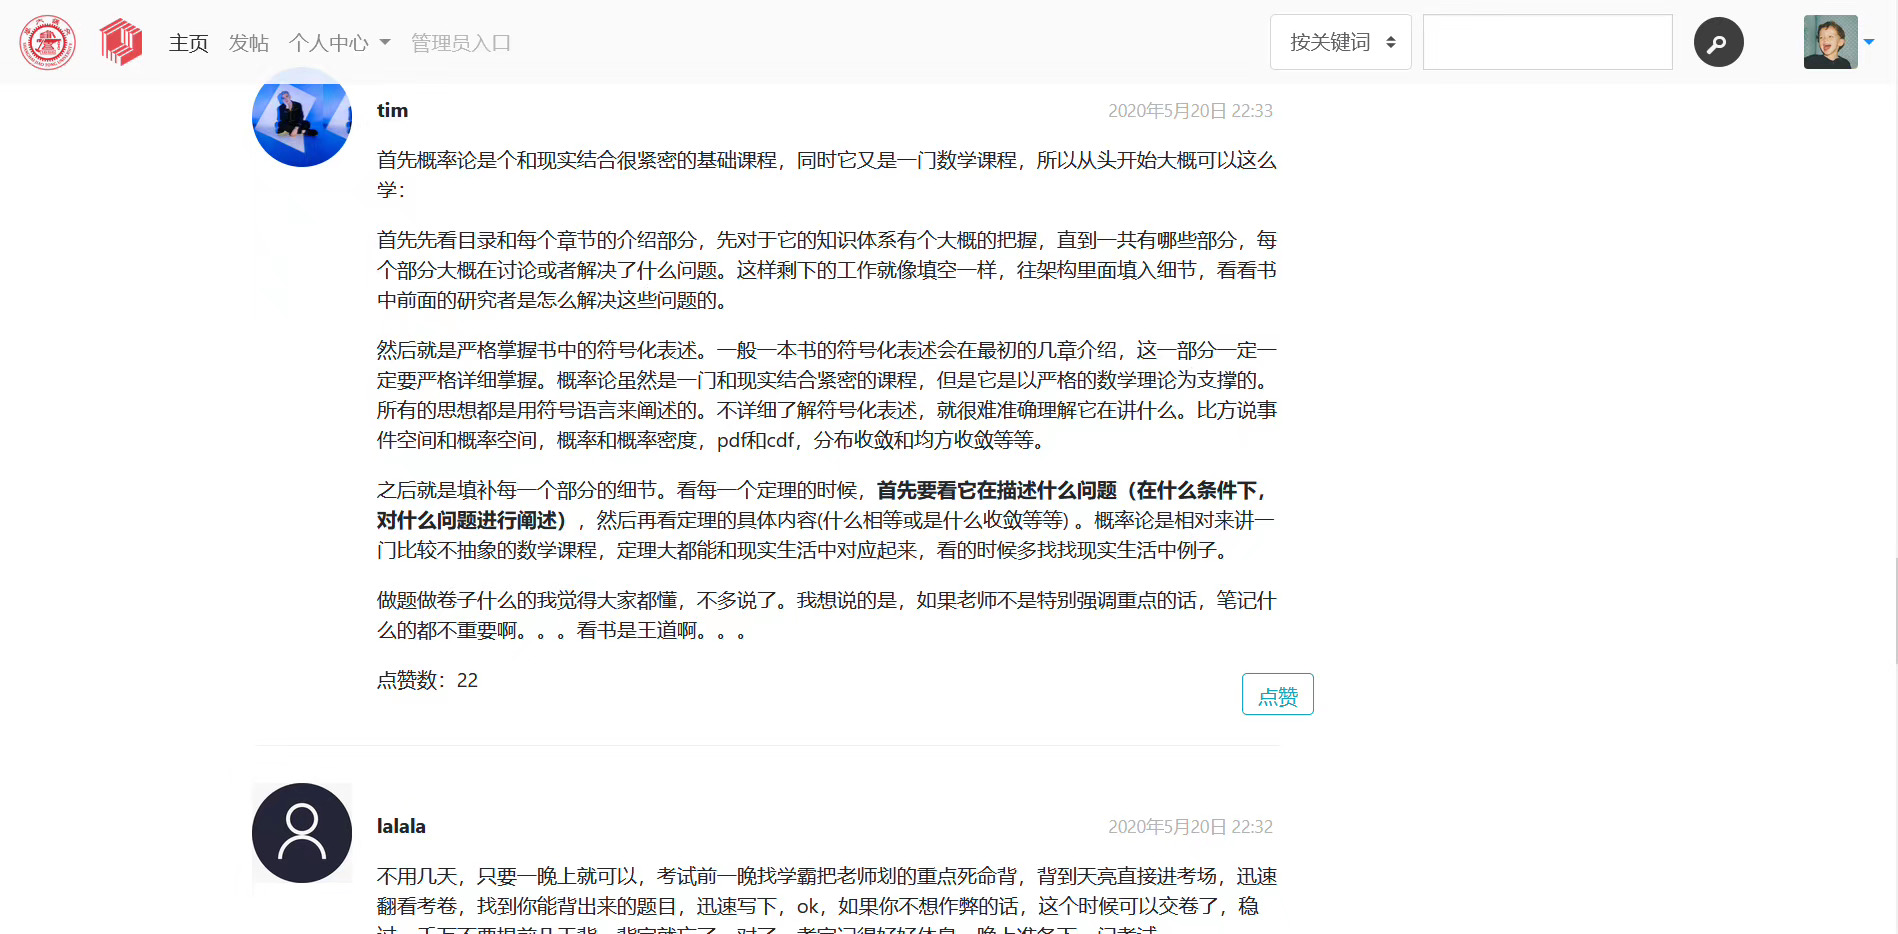 主页 发帖 个人中心 管理员入口 按关键词
tim 2020年5月20日 22:33
首先概率论是个和现实结合很紧密的基础课程，同时它又是一门数学课程，所以从头开始大概可以这么
学：
首先先看目录和每个章节的介绍部分，先对于它的知识体系有个大概的把握，直到一共有哪些部分，每
个部分大概在讨论或者解决了什么问题。这样剩下的工作就像填空一样，往架构里面填入细节，看看书
中前面的研究者是怎么解决这些问题的。
然后就是严格掌握书中的符号化表述。一般一本书的符号化表述会在最初的几章介绍，这一部分一定一
定要严格详细掌握。概率论虽然是一门和现实结合紧密的课程，但是它是以严格的数学理论为支撑的。
所有的思想都是用符号语言来阐述的。不详细了解符号化表述，就很难准确理解它在讲什么。比方说事
件空间和概率空间，概率和概率密度，pdf和cdf，分布收敛和均方收敛等等。
之后就是填补每一个部分的细节。看每一个定理的时候，首先要看它在描述什么问题（在什么条件下，
对什么问题进行阐述），然后再看定理的具体内容(什么相等或是什么收敛等等) 。概率论是相对来讲一
门比较不抽象的数学课程，定理大都能和现实生活中对应起来，看的时候多找找现实生活中例子。
做题做卷子什么的我觉得大家都懂，不多说了。我想说的是，如果老师不是特别强调重点的话，笔记什
么的都不重要啊。。。看书是王道啊。。。
点赞数：22
点赞
lalala 2020年5月20日 22:32
不用几天，只要一晚上就可以，考试前一晚找学霸把老师划的重点死命背，背到天亮直接进考场，迅速
翻看考卷，找到你能背出来的题目，迅速写下，ok，如果你不想作弊的话，这个时候可以交卷了，稳